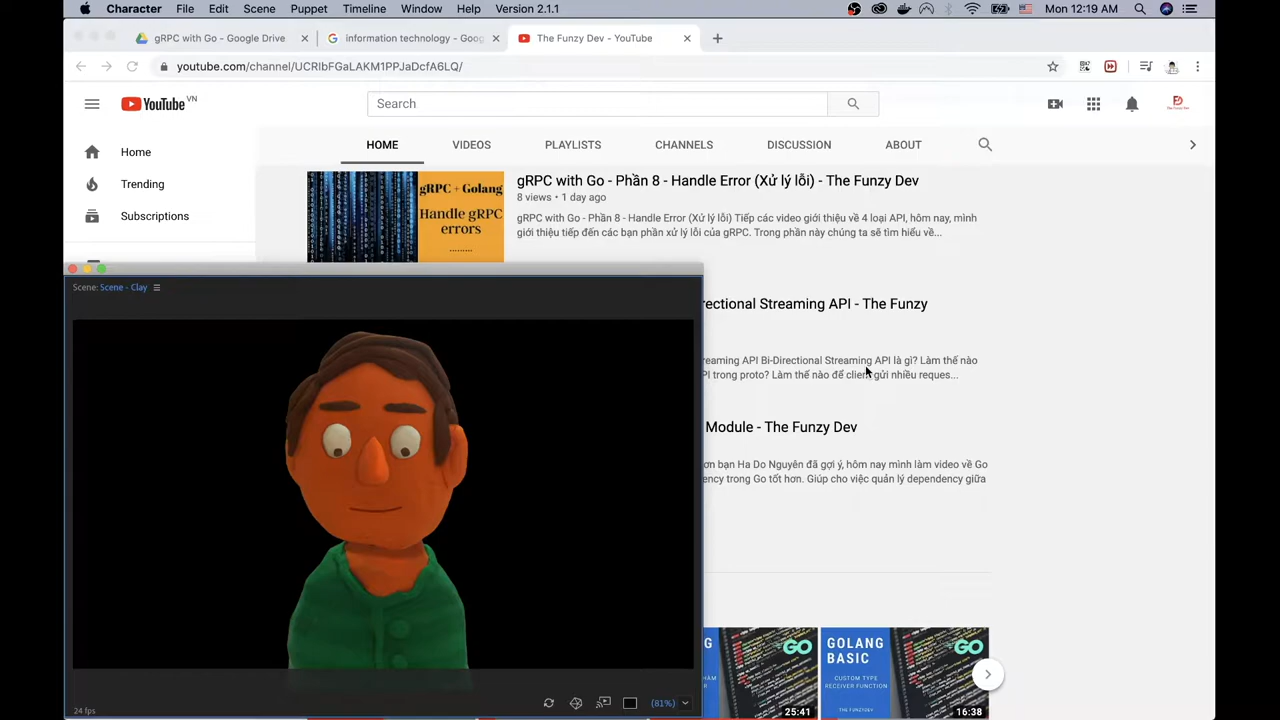 Character File Edit Scene Puppet Timeline Window Help Version 2.1.1 Mon 12:19 AM
gRPC with Go - Google Drive
information technology - Goog
The Funzy Dev - YouTube
youtube.com/channel/UCRIbFGaLAKM1PPJaDcfA6LQ/
YouTube VN
Search
HOME VIDEOS PLAYLISTS CHANNELS DISCUSSION ABOUT
Home
Trending
Subscriptions
gRPC + Golang
Handle gRPC
errors
.........
gRPC with Go - Phần 8 - Handle Error (Xử lý lỗi) - The Funzy Dev
8 views • 1 day ago
gRPC with Go - Phần 8 - Handle Error (Xử lý lỗi) Tiếp các video giới thiệu về 4 loại API, hôm nay, mình
giới thiệu tiếp đến các bạn phần xử lý lỗi của gRPC. Trong phần này chúng ta sẽ tìm hiểu về...
Scene: Scene - Clay
rectional Streaming API - The Funzy
reaming API Bi-Directional Streaming API là gì? Làm thế nào
PI trong proto? Làm thế nào để client gửi nhiều reques...
Module - The Funzy Dev
ơn bạn Ha Do Nguyên đã gợi ý, hôm nay mình làm video về Go
ency trong Go tốt hơn. Giúp cho việc quản lý dependency giữa
GO
25:41
GOLANG
BASIC
CUSTOM TYPE
RECEIVER FUNCTION
THE FUNZYDEV
GO
16:38
24 fps
(81%)